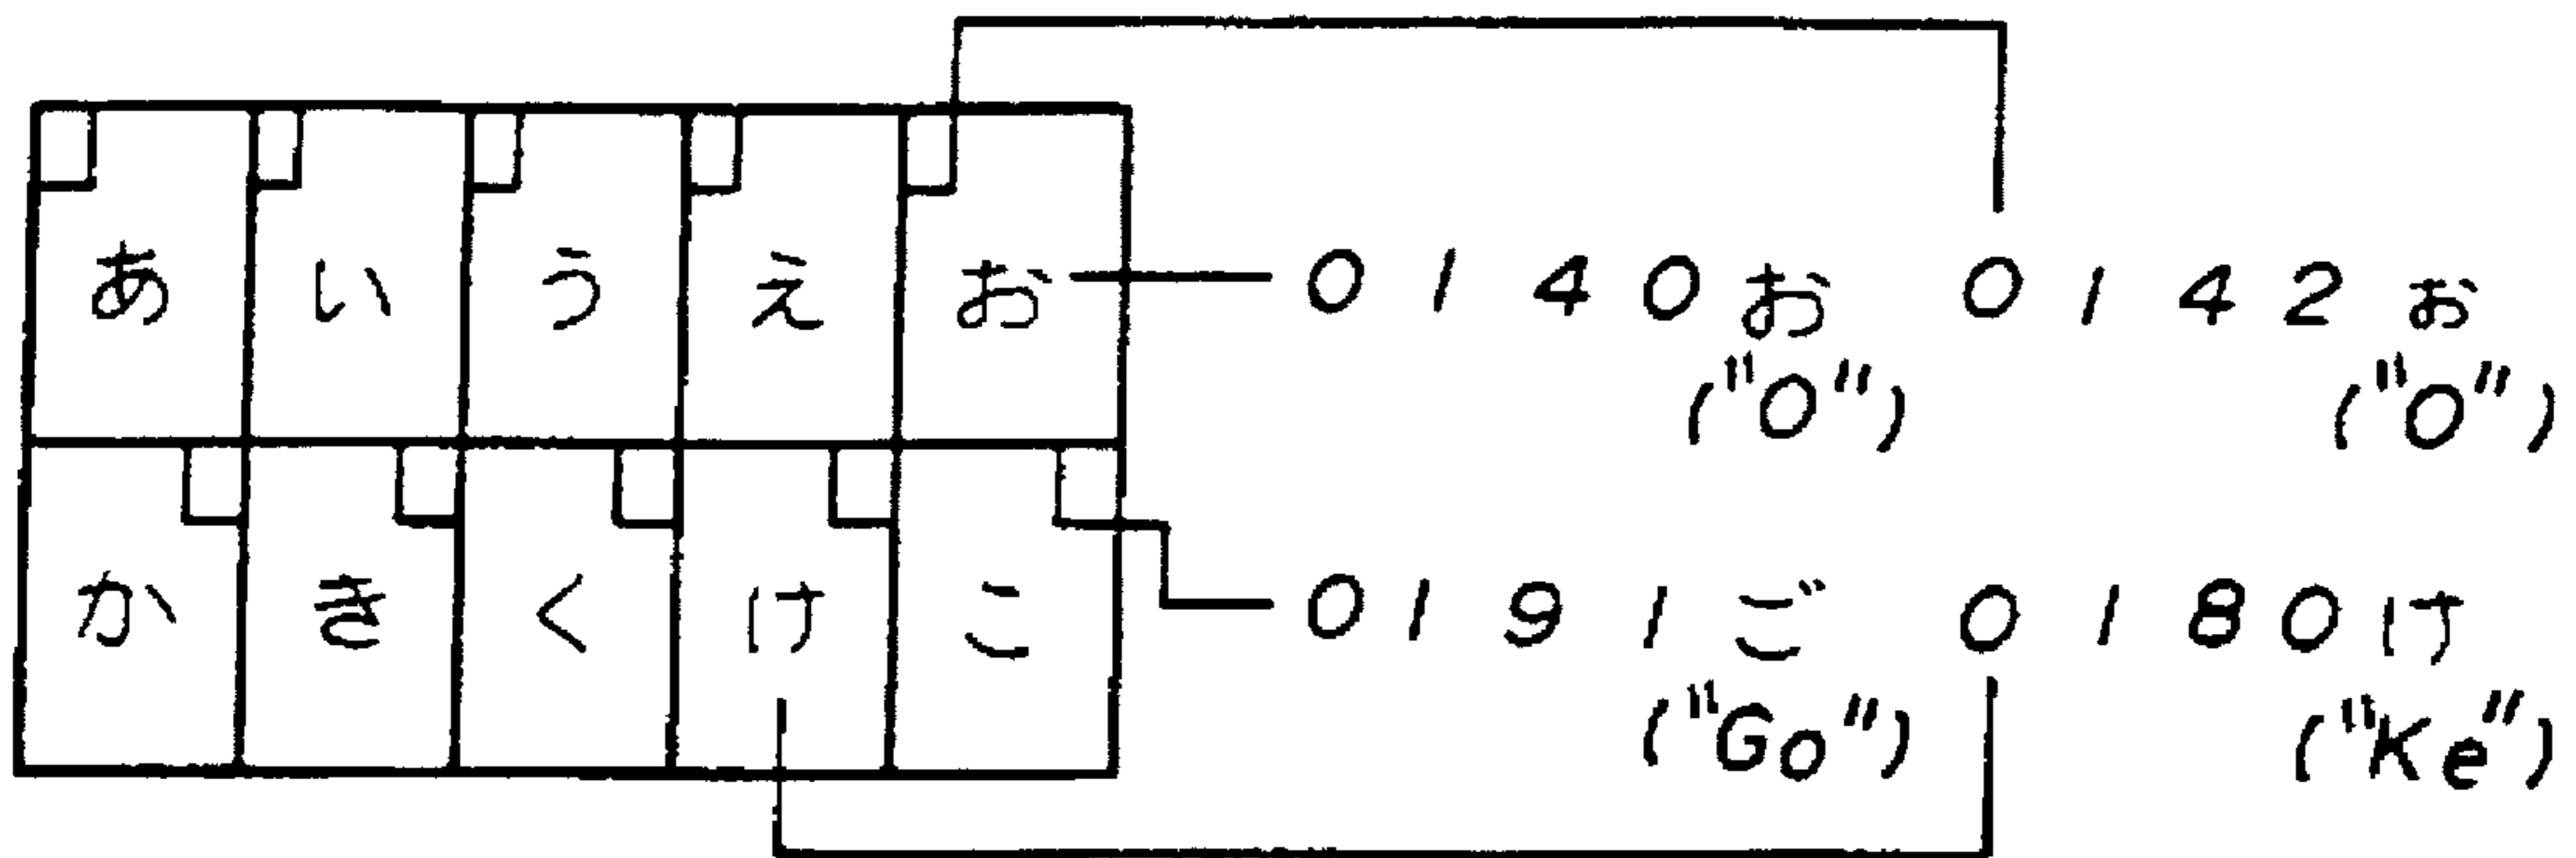 あ い う え お 0140お 0142ぉ
("O") ("O")
か き く け こ 0191ご 0180け
("Go") ("Ke")